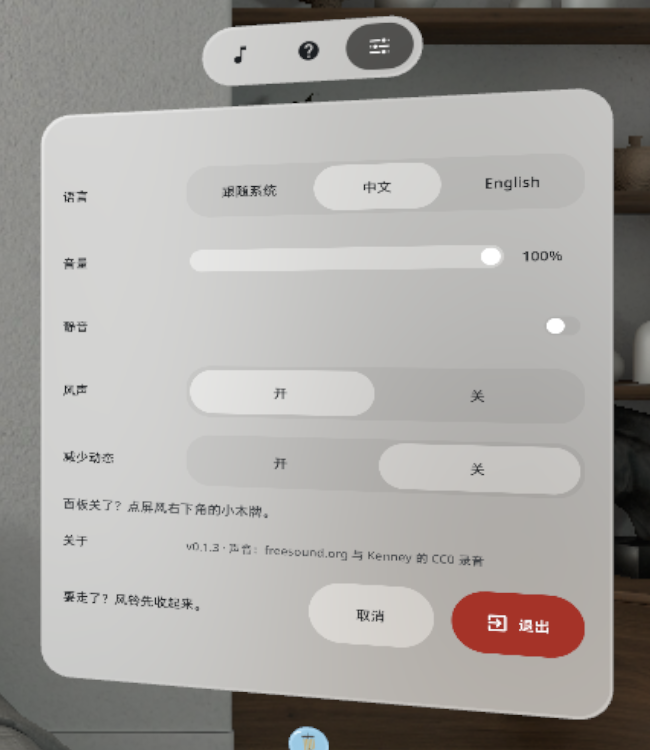 语言 跟随系统 中文 English
音量 100%
静音
风声 开 关
减少动态 开 关
面板关了？点屏风右下角的小木牌。
关于 v0.1.3 · 声音：freesound.org 与 Kenney 的 CC0 录音
要走了？风铃先收起来。 取消 退出